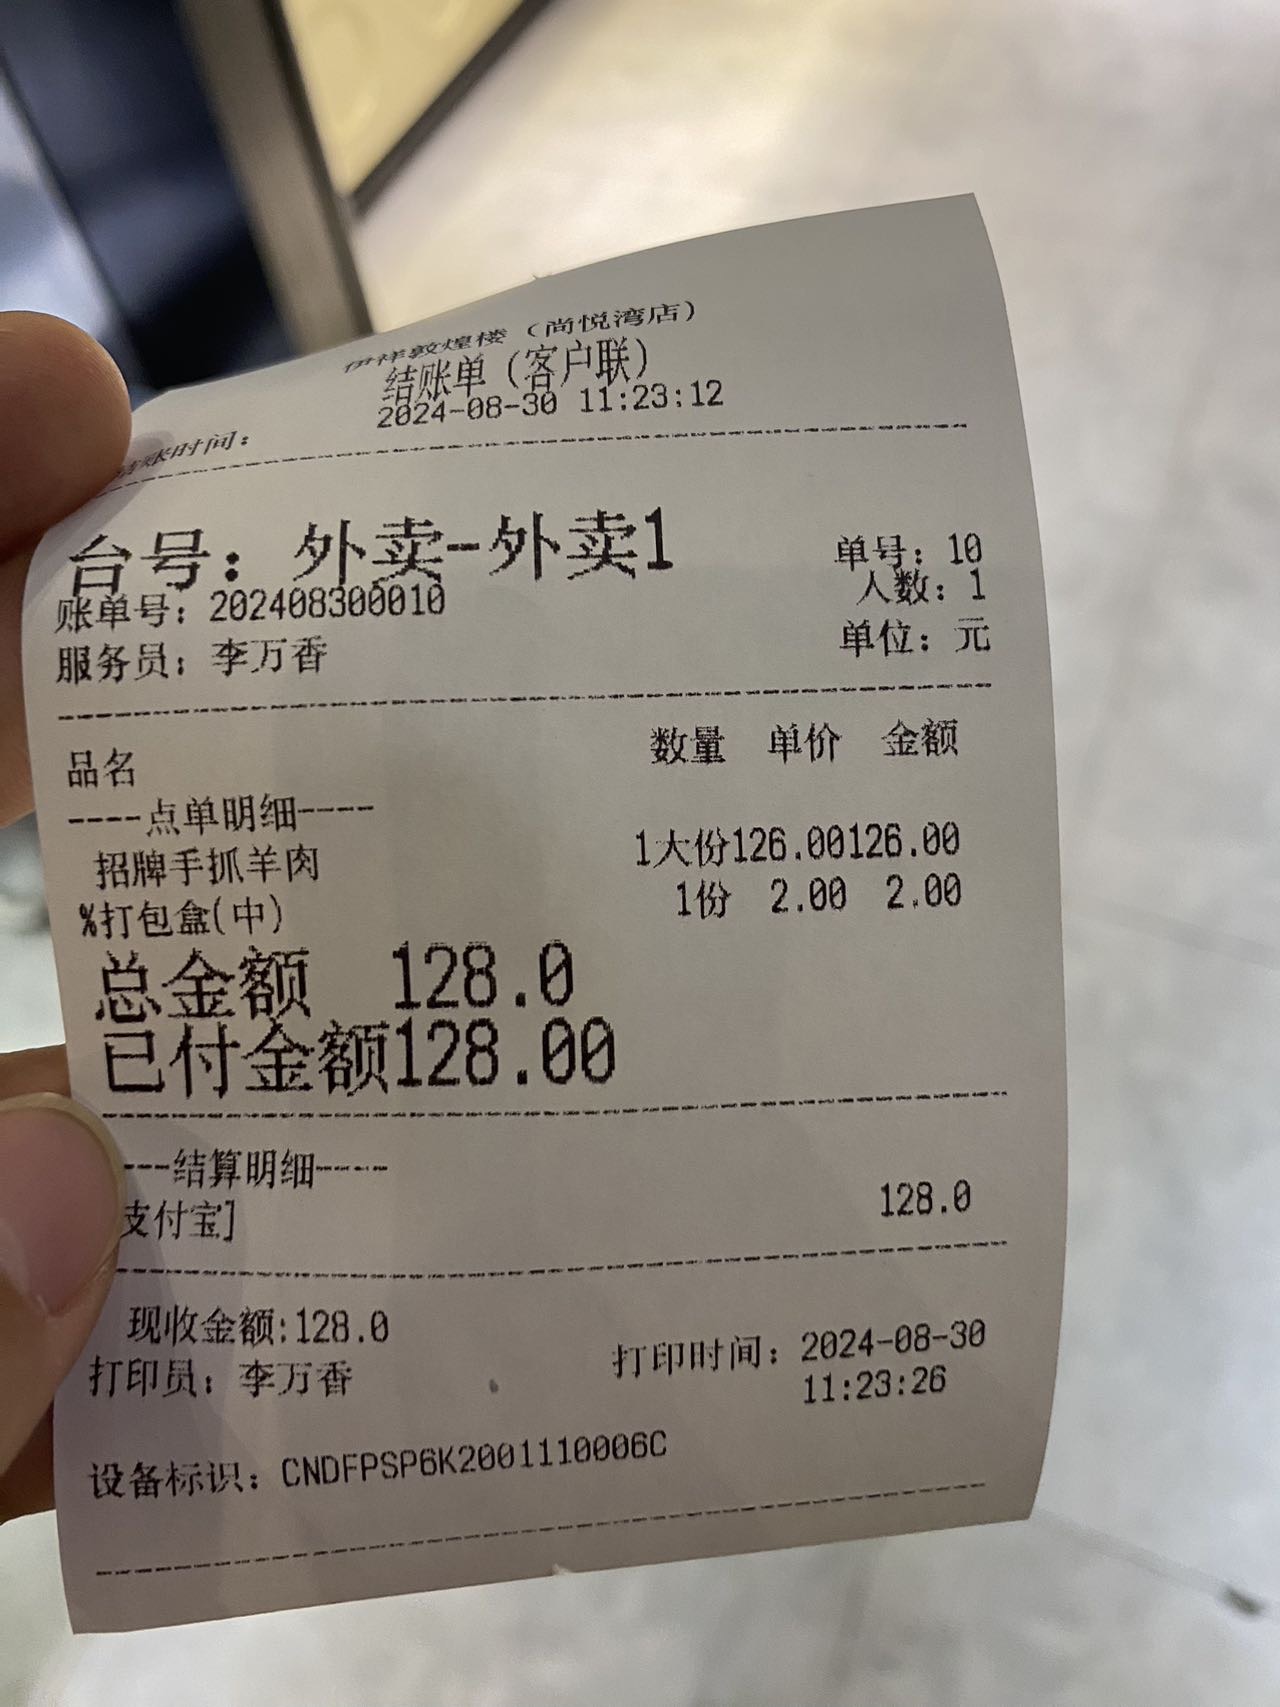 伊祥敦煌楼（尚悦湾店）
结账单（客户联）
结账时间： 2024-08-30 11:23:12
台号：外卖-外卖1 单号：10
账单号：202408300010 人数：1
服务员：李万香 单位：元
品名 数量 单价 金额
----点单明细----
招牌手抓羊肉 1大份126.00126.00
%打包盒(中) 1份 2.00 2.00
总金额 128.0
已付金额128.00
---结算明细----
支付宝] 128.0
现收金额:128.0
打印员：李万香 打印时间：2024-08-30
11:23:26
设备标识：CNDFPSP6K2001110006C